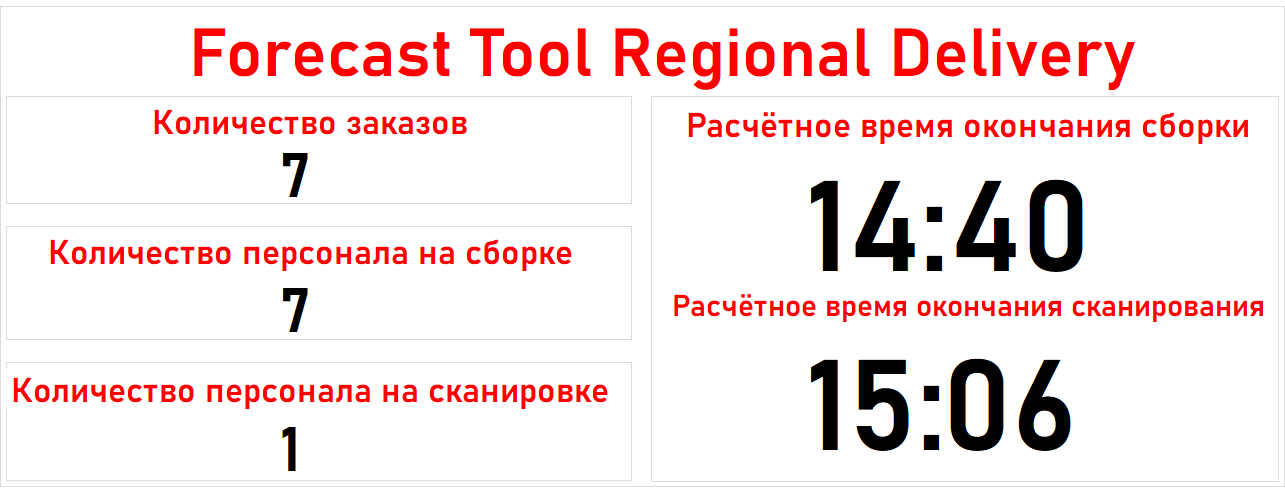 Forecast Tool Regional Delivery
Количество заказов
7
Количество персонала на сборке
7
Количество персонала на сканировке
1
Расчётное время окончания сборки
14:40
Расчётное время окончания сканирования
15:06